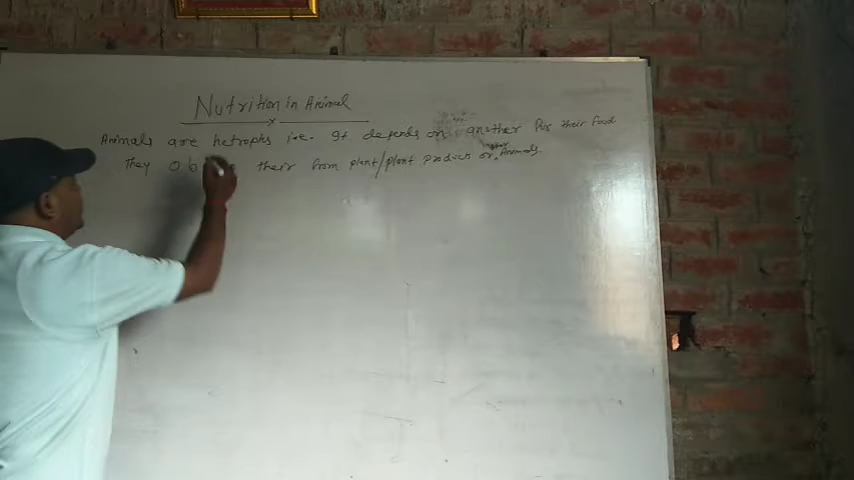 Nutrition in Animal
Animals are hetrophs i.e. It depends on another for their food
They their from plant/plant product or other Animals.